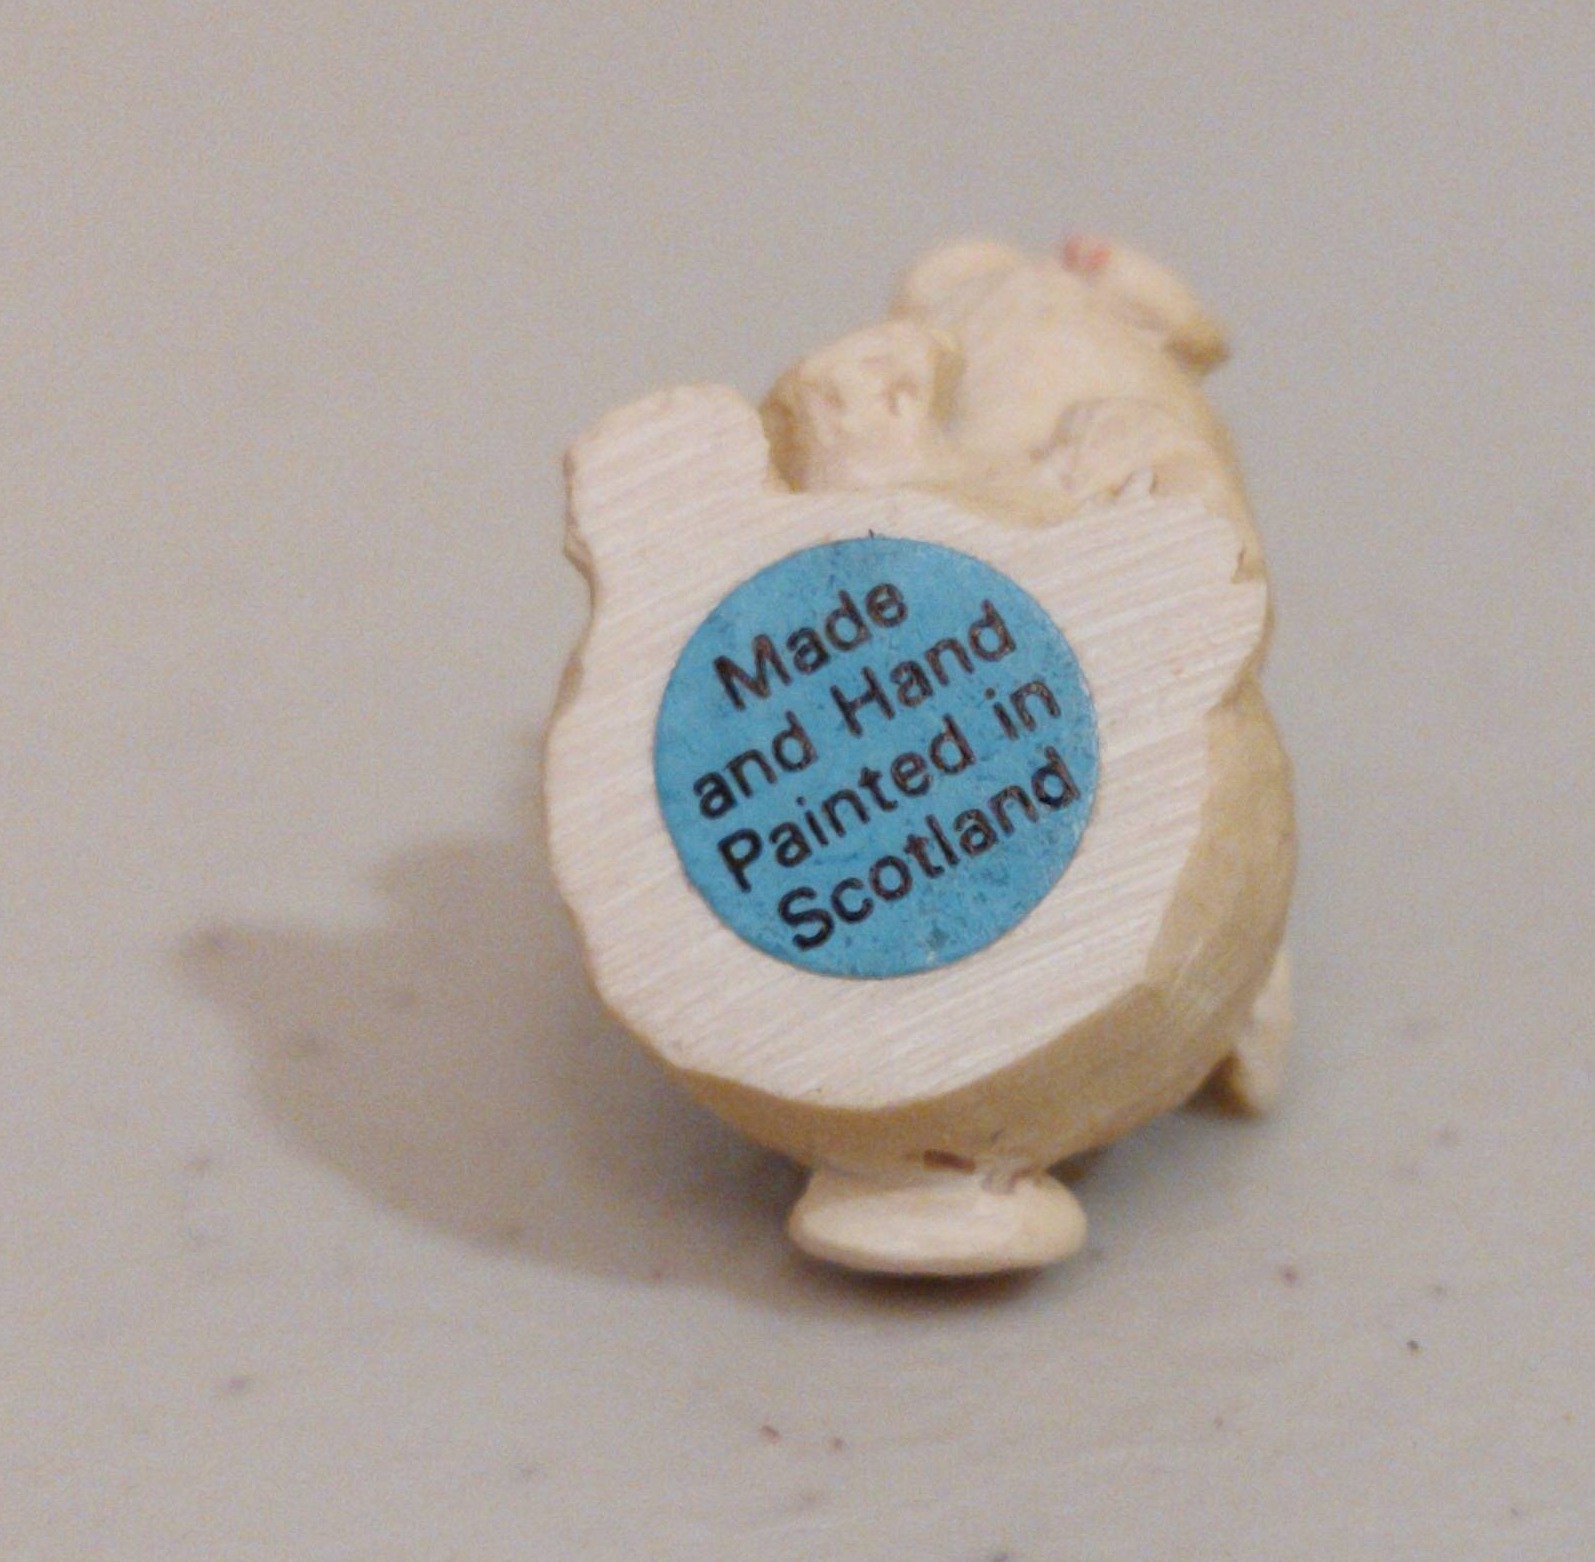 Made
and Hand
Painted in
Scotland